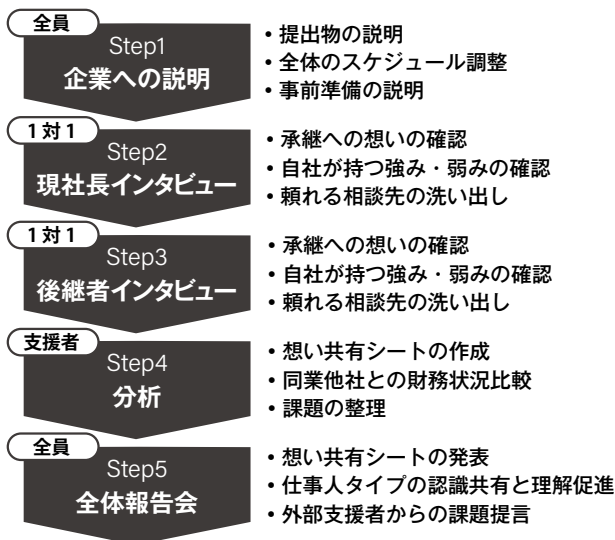 全員
Step1
企業への説明
・提出物の説明
・全体のスケジュール調整
・事前準備の説明
1対1
Step2
現社長インタビュー
・承継への想いの確認
・自社が持つ強み・弱みの確認
・頼れる相談先の洗い出し
1対1
Step3
後継者インタビュー
・承継への想いの確認
・自社が持つ強み・弱みの確認
・頼れる相談先の洗い出し
支援者
Step4
分析
・想い共有シートの作成
・同業他社との財務状況比較
・課題の整理
全員
Step5
全体報告会
・想い共有シートの発表
・仕事人タイプの認識共有と理解促進
・外部支援者からの課題提言